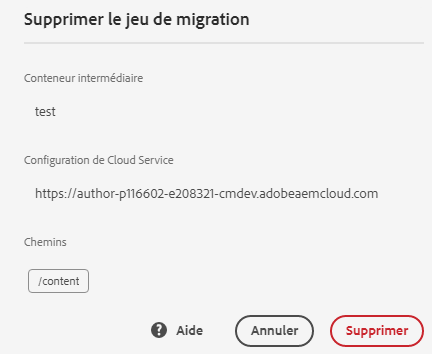 Supprimer le jeu de migration
Conteneur intermédiaire
test
Configuration de Cloud Service
https://author-p116602-e208321-cmdev.adobeaemcloud.com
Chemins
/content
? Aide Annuler Supprimer